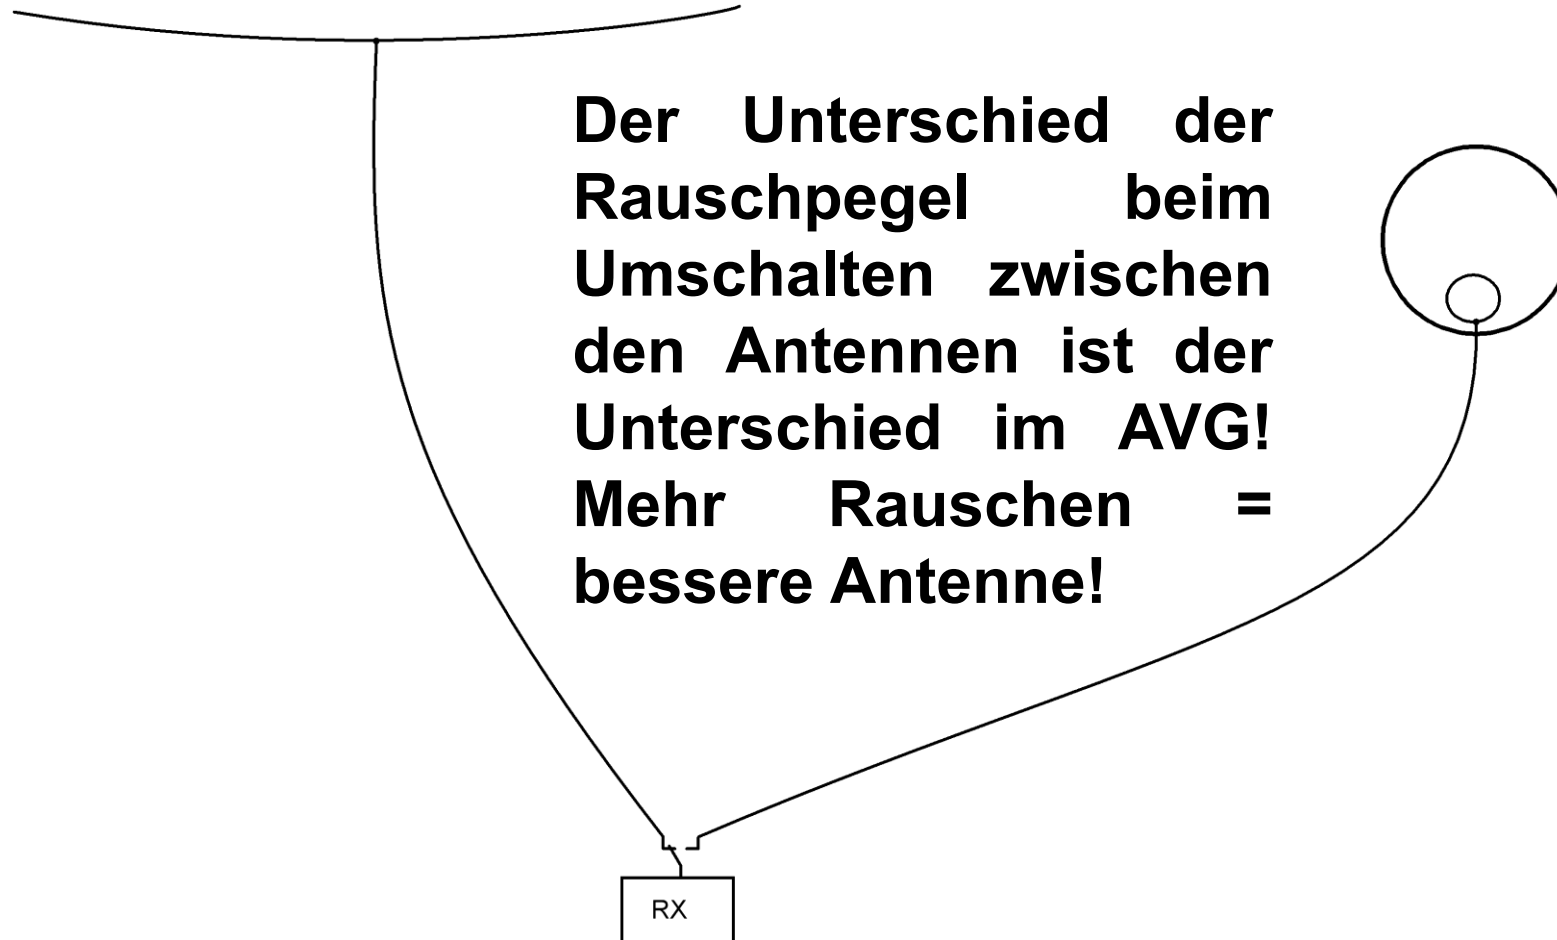 Der Unterschied der
Rauschpegel beim
Umschalten zwischen
den Antennen ist der
Unterschied im AVG!
Mehr Rauschen =
bessere Antenne!
RX